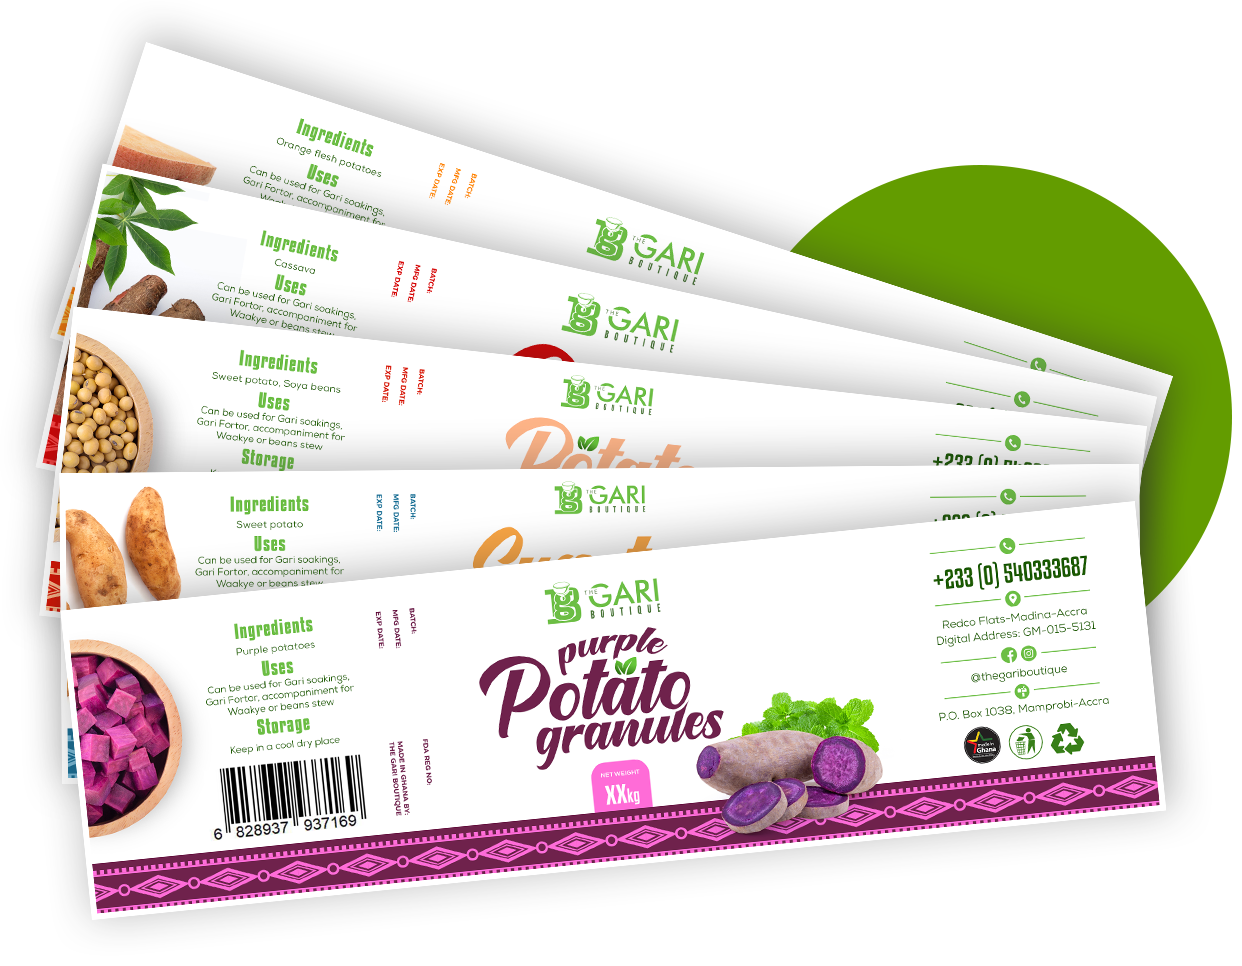 Ingredients
Orange flesh potatoes
Uses
Can be used for Gari soakings,
Gari Fortor, accompaniment for
BATCH:
MFG DATE:
EXP DATE:
THE
GARI
BOUTIQUE
Ingredients
Cassava
Uses
Can be used for Gari soakings,
Gari Fortor, accompaniment for
Waakye or beans stew
BATCH:
MFG DATE:
EXP DATE:
THE
GARI
BOUTIQUE
Ingredients
Sweet potato, Soya beans
Uses
Can be used for Gari soakings,
Gari Fortor, accompaniment for
Waakye or beans stew
Storage
BATCH:
MFG DATE:
EXP DATE:
THE
GARI
BOUTIQUE
Potato
Ingredients
Sweet potato
Uses
Can be used for Gari soakings,
Gari Fortor, accompaniment for
Waakye or beans stew
BATCH:
MFG DATE:
EXP DATE:
THE
GARI
BOUTIQUE
Ingredients
Purple potatoes
Uses
Can be used for Gari soakings,
Gari Fortor, accompaniment for
Waakye or beans stew
Storage
Keep in a cool dry place
6 828937 937169
BATCH:
MFG DATE:
EXP DATE:
FDA REG NO:
MADE IN GHANA BY:
THE GARI BOUTIQUE
THE
GARI
BOUTIQUE
purple
Potato
granules
NET WEIGHT
XXkg
+233 (0) 540333687
Redco Flats-Madina-Accra
Digital Address: GM-015-5131
@thegariboutique
P.O. Box 1038, Mamprobi-Accra
made in
Ghana